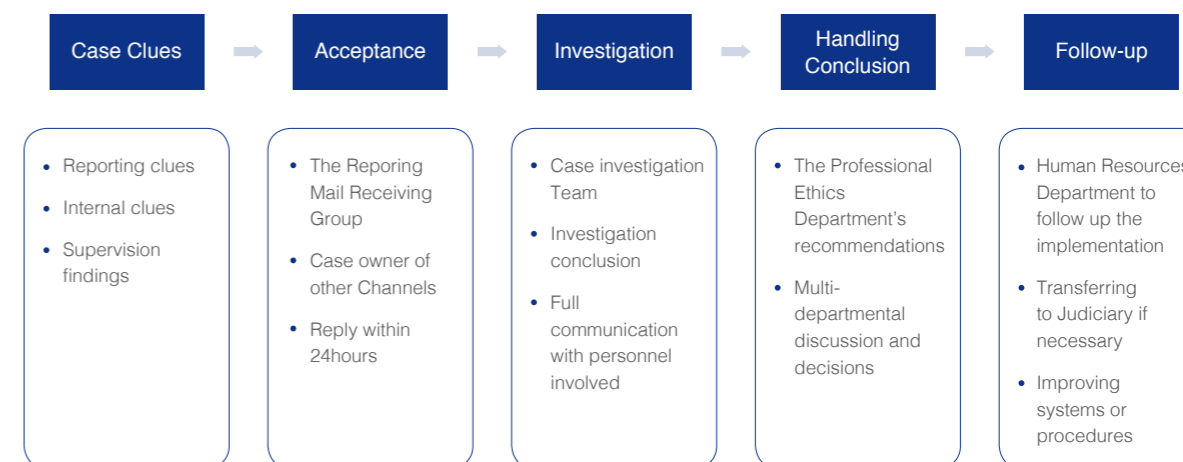 Case Clues
Acceptance
Investigation
Handling
Conclusion
Follow-up
• Reporting clues
• Internal clues
• Supervision
findings
• The Reporing
Mail Receiving
Group
• Case owner of
other Channels
• Reply within
24hours
• Case investigation
Team
• Investigation
conclusion
• Full
communication
with personnel
involved
• The Professional
Ethics
Department’s
recommendations
• Multi-
departmental
discussion and
decisions
• Human Resources
Department to
follow up the
implementation
• Transferring
to Judiciary if
necessary
• Improving
systems or
procedures